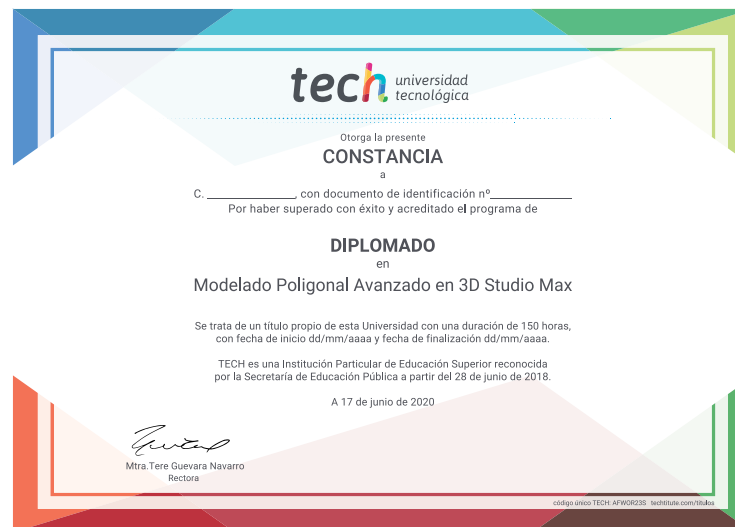 tech universidad
tecnológica
Otorga la presente
CONSTANCIA
a
C. ________________, con documento de identificación nº______________
Por haber superado con éxito y acreditado el programa de
DIPLOMADO
en
Modelado Poligonal Avanzado en 3D Studio Max
Se trata de un título propio de esta Universidad con una duración de 150 horas,
con fecha de inicio dd/mm/aaaa y fecha de finalización dd/mm/aaaa.
TECH es una Institución Particular de Educación Superior reconocida
por la Secretaría de Educación Pública a partir del 28 de junio de 2018.
A 17 de junio de 2020
Mtra.Tere Guevara Navarro
Rectora
código único TECH: AFWOR23S techtitute.com/titulos